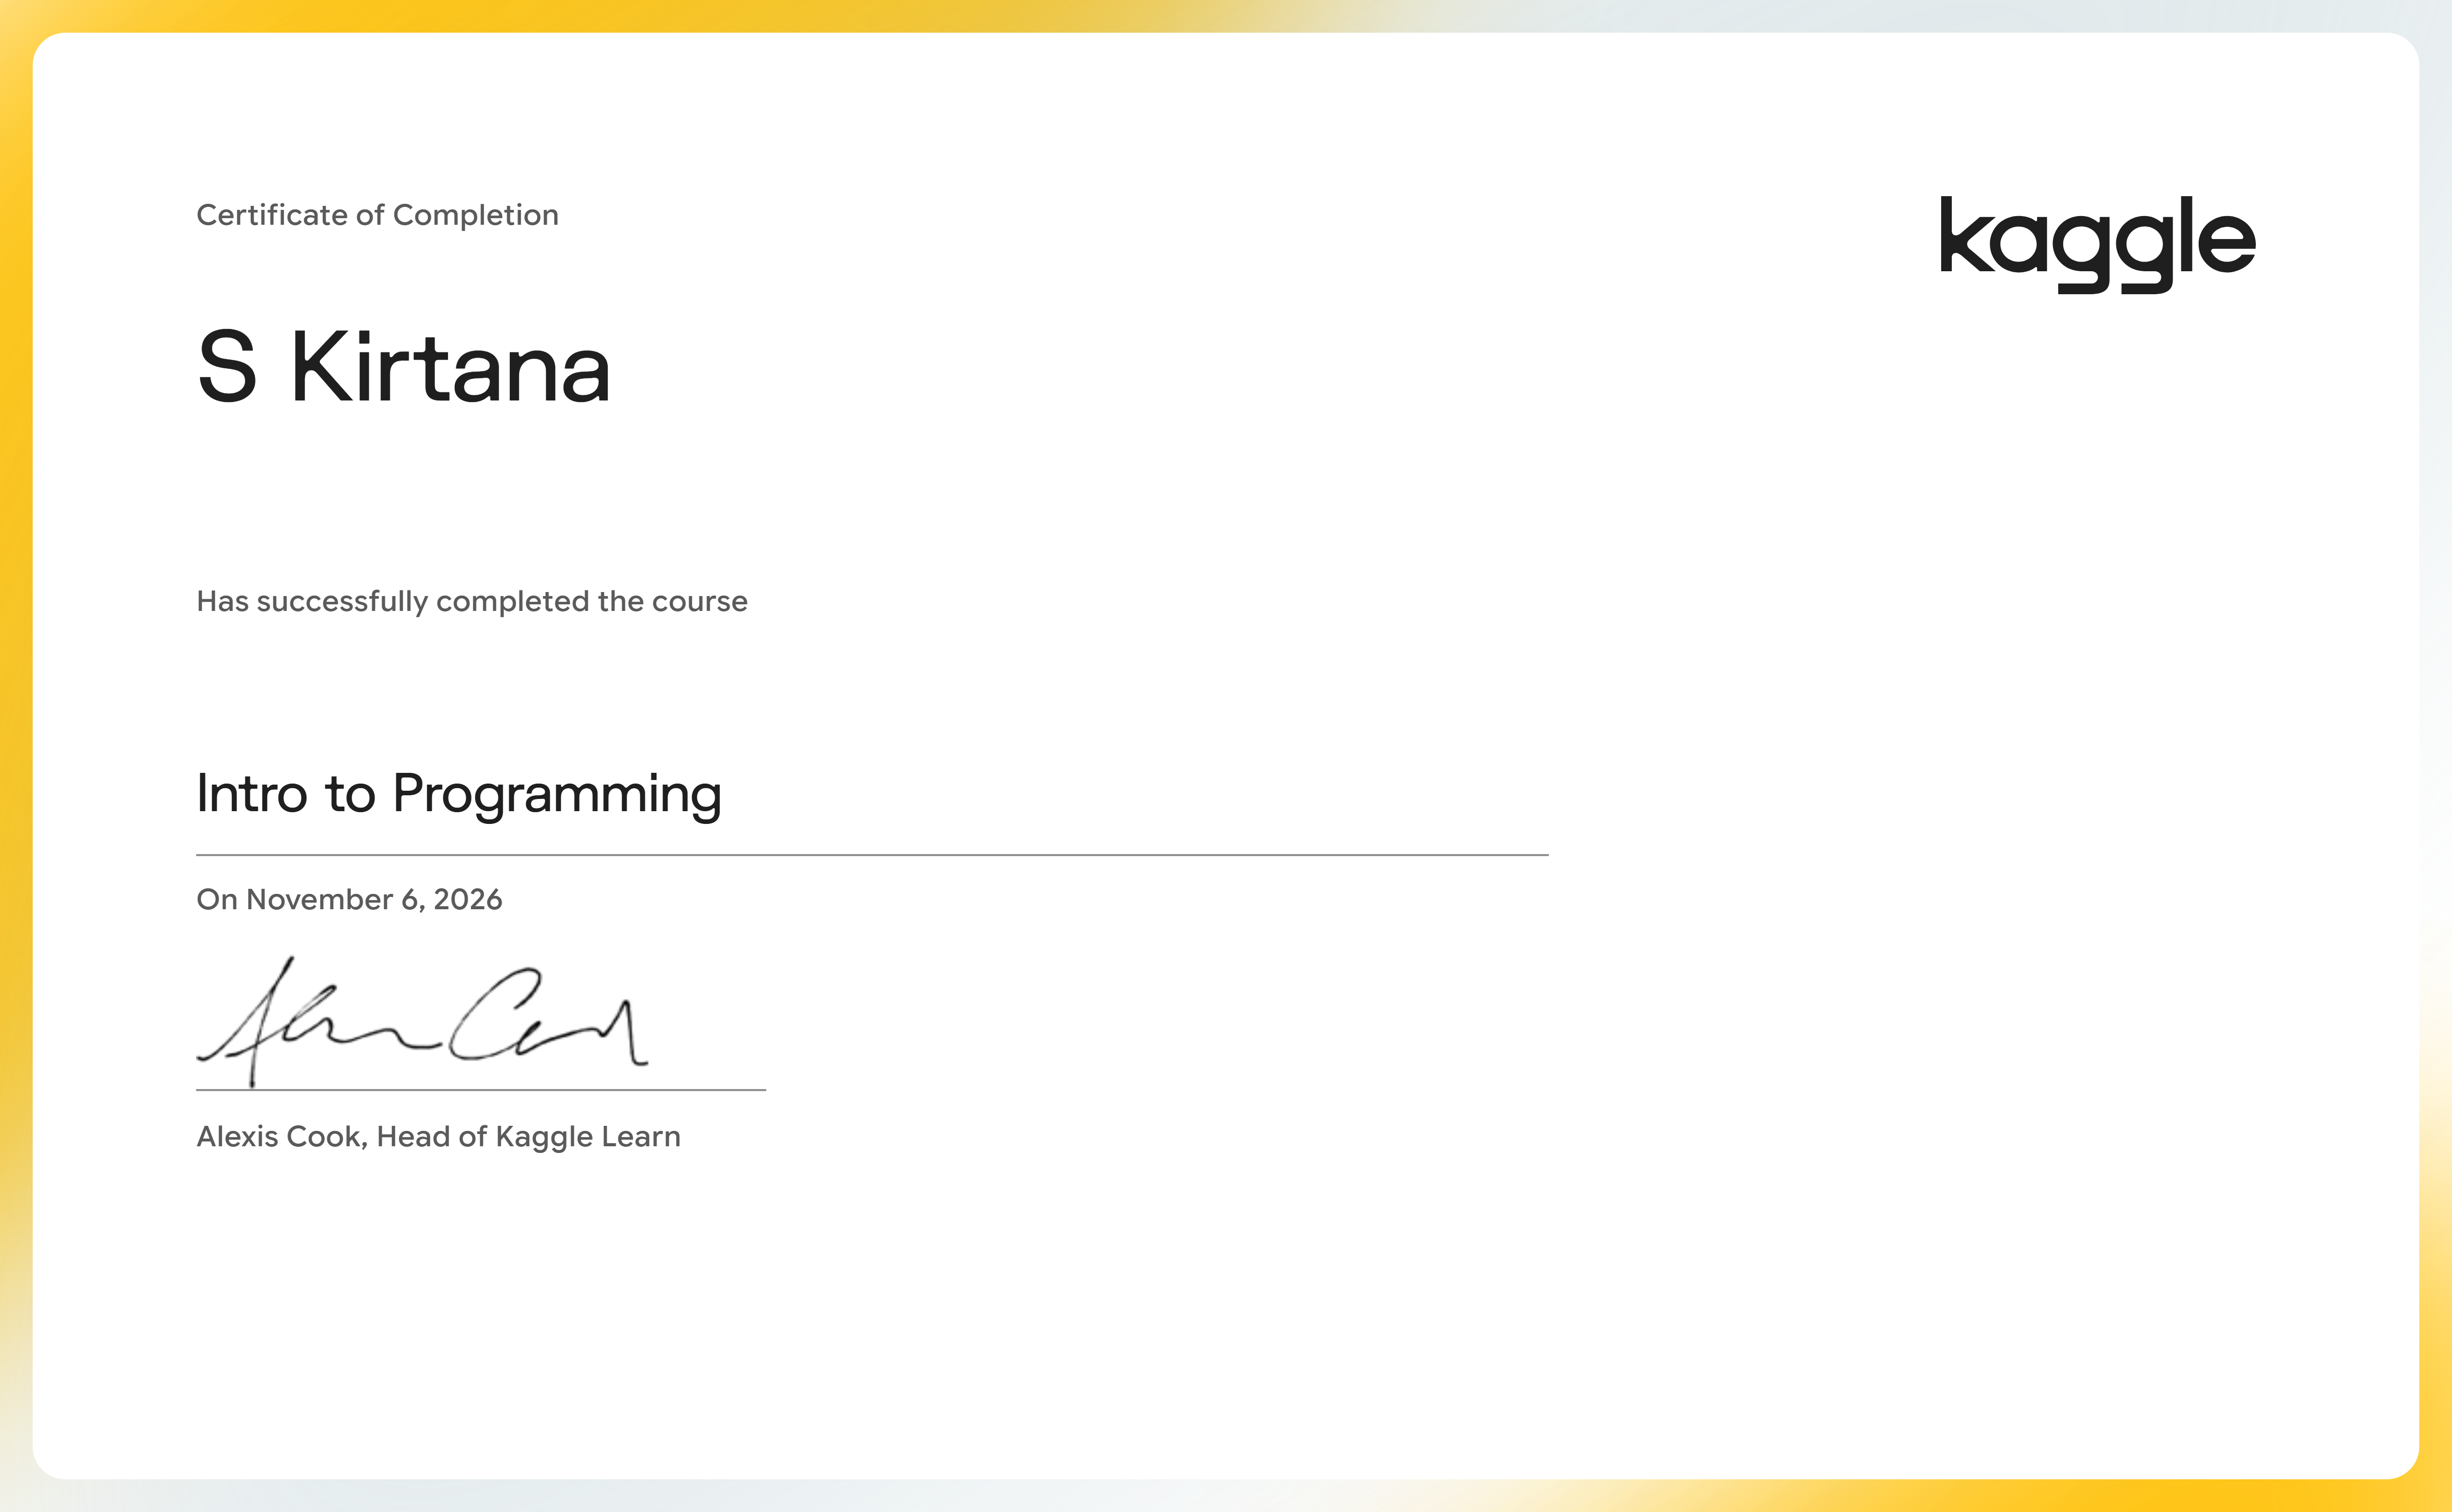 Certificate of Completion
kaggle
S Kirtana
Has successfully completed the course
Intro to Programming
On November 6, 2026
Alexis Cook, Head of Kaggle Learn